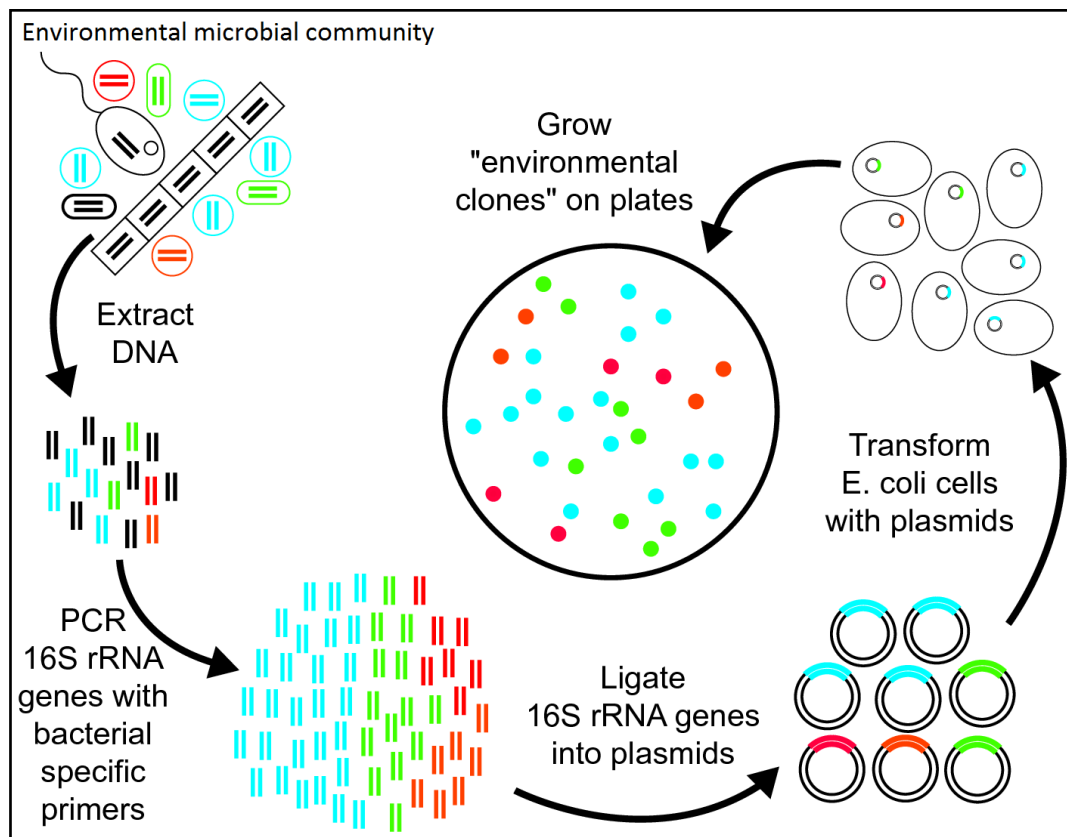 Environmental microbial community
Extract
DNA
PCR
16S rRNA
genes with
bacterial
specific
primers
Ligate
16S rRNA genes
into plasmids
Transform
E. coli cells
with plasmids
Grow
"environmental
clones" on plates